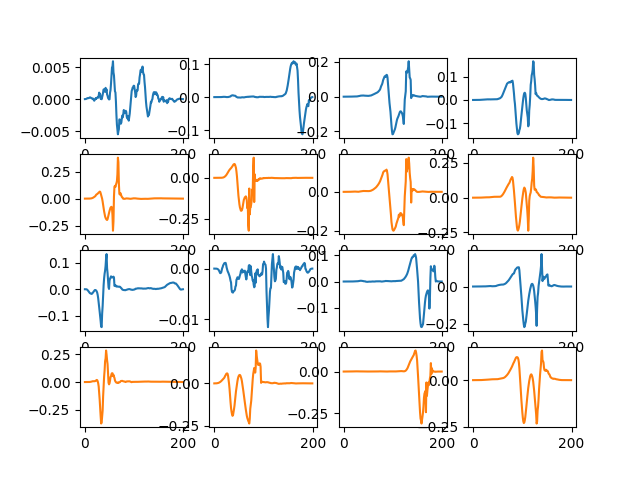 0.005 0.1 0.2 0.1
0.000 0.0 0.0 0.0
−0.005 −0.1 −0.2 −0.1
0.25 0.00 0.0 0.25
0.00 −0.25 −0.2 0.00
−0.25 −0.25
0.1 0.00 0.1 0.0
0.0 −0.01 0.0 −0.2
−0.1 −0.1
0.25 0.00 0.00 0.00
0.00 −0.25 −0.25 −0.25
−0.25
0 200 0 200 0 200 0 200